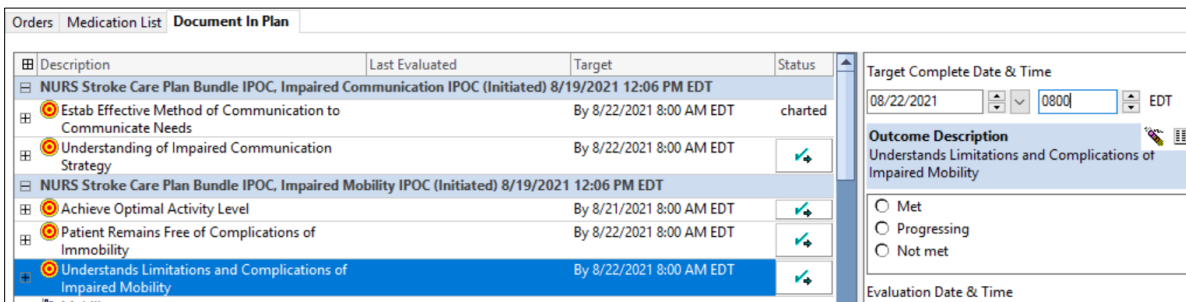 Orders Medication List Document In Plan
Description Last Evaluated Target Status
NURS Stroke Care Plan Bundle IPOC, Impaired Communication IPOC (Initiated) 8/19/2021 12:06 PM EDT
Estab Effective Method of Communication to By 8/22/2021 8:00 AM EDT charted
Communicate Needs
Understanding of Impaired Communication By 8/22/2021 8:00 AM EDT
Strategy
NURS Stroke Care Plan Bundle IPOC, Impaired Mobility IPOC (Initiated) 8/19/2021 12:06 PM EDT
Achieve Optimal Activity Level By 8/21/2021 8:00 AM EDT
Patient Remains Free of Complications of By 8/22/2021 8:00 AM EDT
Immobility
Understands Limitations and Complications of By 8/22/2021 8:00 AM EDT
Impaired Mobility
Target Complete Date & Time
08/22/2021 0800 EDT
Outcome Description
Understands Limitations and Complications of
Impaired Mobility
Met
Progressing
Not met
Evaluation Date & Time